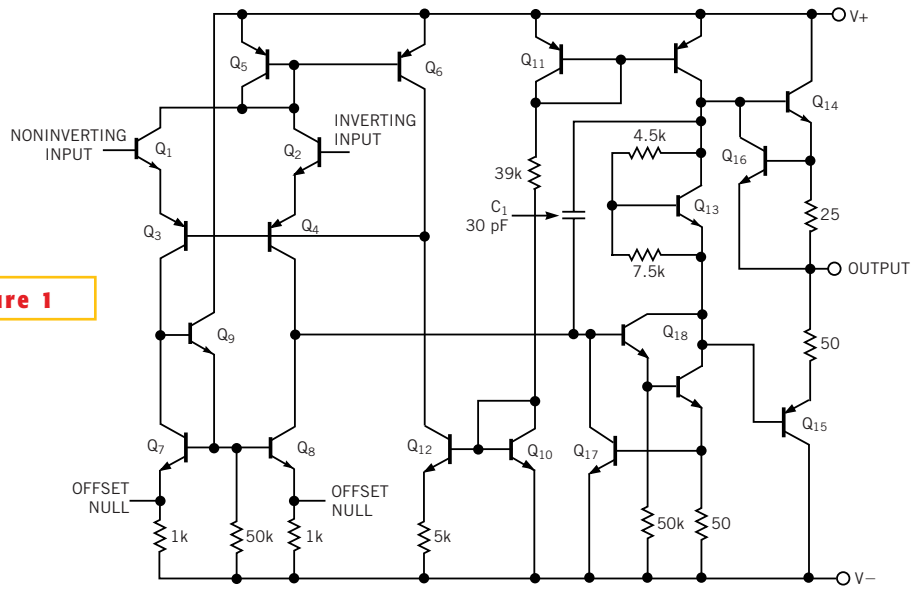 V+
Q5
Q6
Q11
Q14
NONINVERTING
INPUT
Q1
INVERTING
INPUT
Q2
4.5k
Q16
39k
C1
30 pF
Q13
25
Q3
Q4
7.5k
OUTPUT
ure 1
Q9
Q18
50
Q7
Q8
Q12
Q10
Q17
Q15
OFFSET
NULL
OFFSET
NULL
1k
50k
1k
5k
50k
50
V−